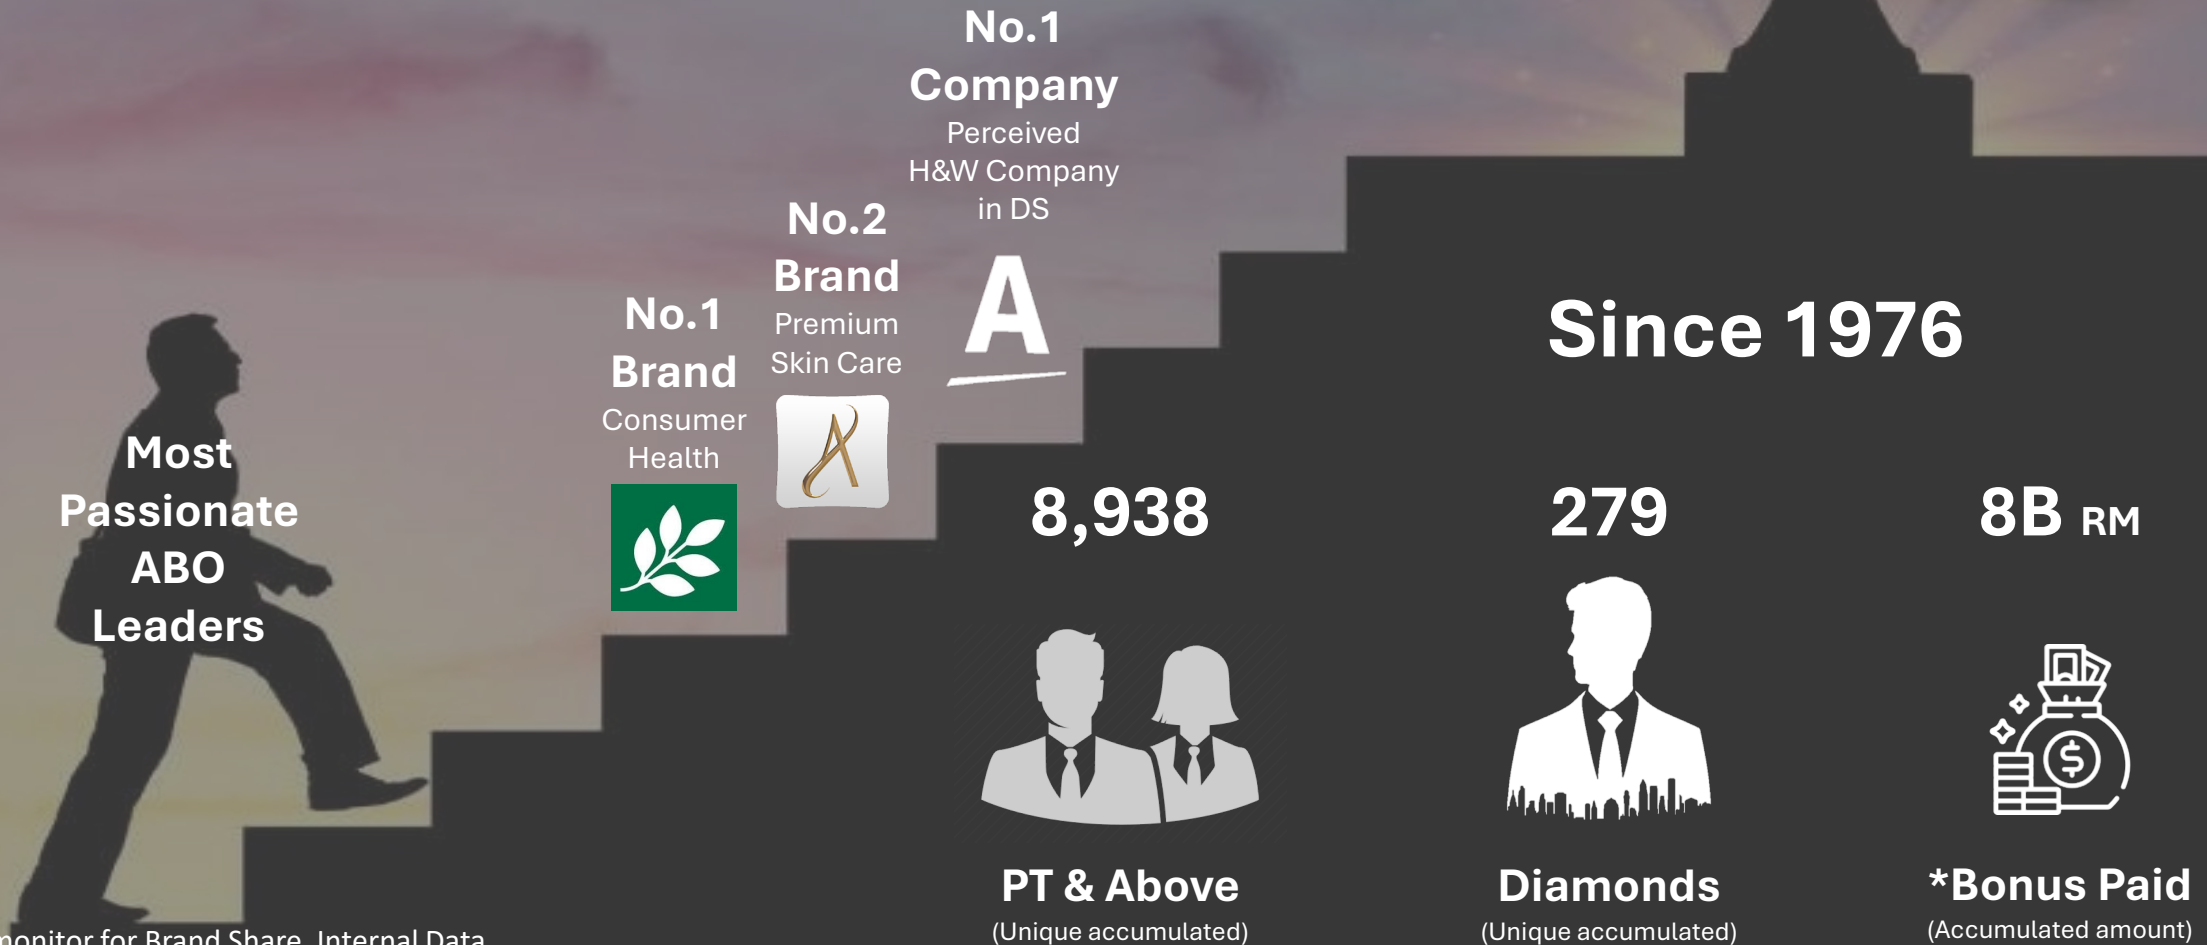 No.1
Company
Perceived
H&W Company
in DS
No.2
Brand
Premium
Skin Care
No.1
Brand
Consumer
Health
Most
Passionate
ABO
Leaders
Since 1976
8,938
279
8B RM
PT & Above
(Unique accumulated)
Diamonds
(Unique accumulated)
*Bonus Paid
(Accumulated amount)
for Brand Share, Internal Data